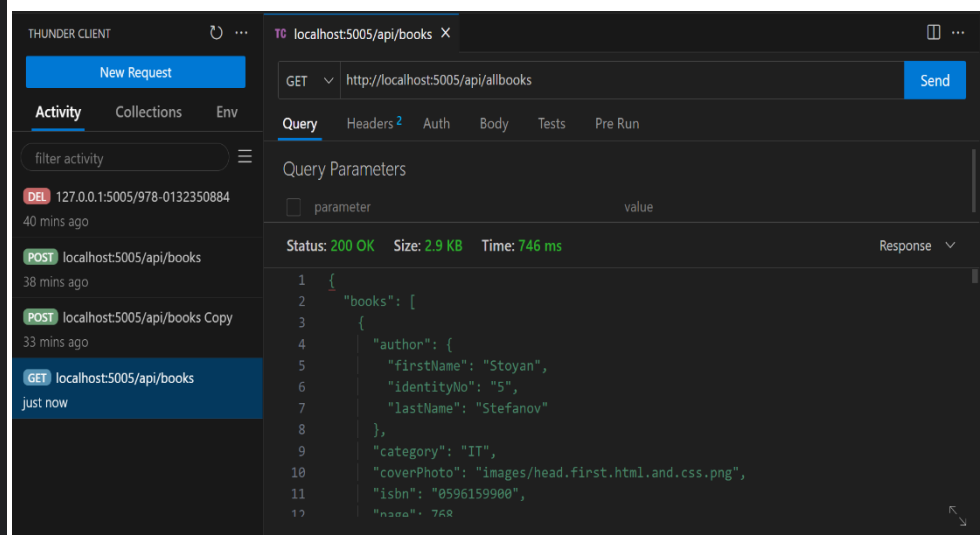 THUNDER CLIENT
New Request
Activity Collections Env
filter activity
DEL 127.0.0.1:5005/978-0132350884
40 mins ago
POST localhost:5005/api/books
38 mins ago
POST localhost:5005/api/books Copy
33 mins ago
GET localhost:5005/api/books
just now
TC localhost:5005/api/books
GET http://localhost:5005/api/allbooks Send
Query Headers 2 Auth Body Tests Pre Run
Query Parameters
parameter value
Status: 200 OK Size: 2.9 KB Time: 746 ms Response
1 {
2 "books": [
3 {
4 "author": {
5 "firstName": "Stoyan",
6 "identityNo": "5",
7 "lastName": "Stefanov"
8 },
9 "category": "IT",
10 "coverPhoto": "images/head.first.html.and.css.png",
11 "isbn": "0596159900",
12 "page": 768